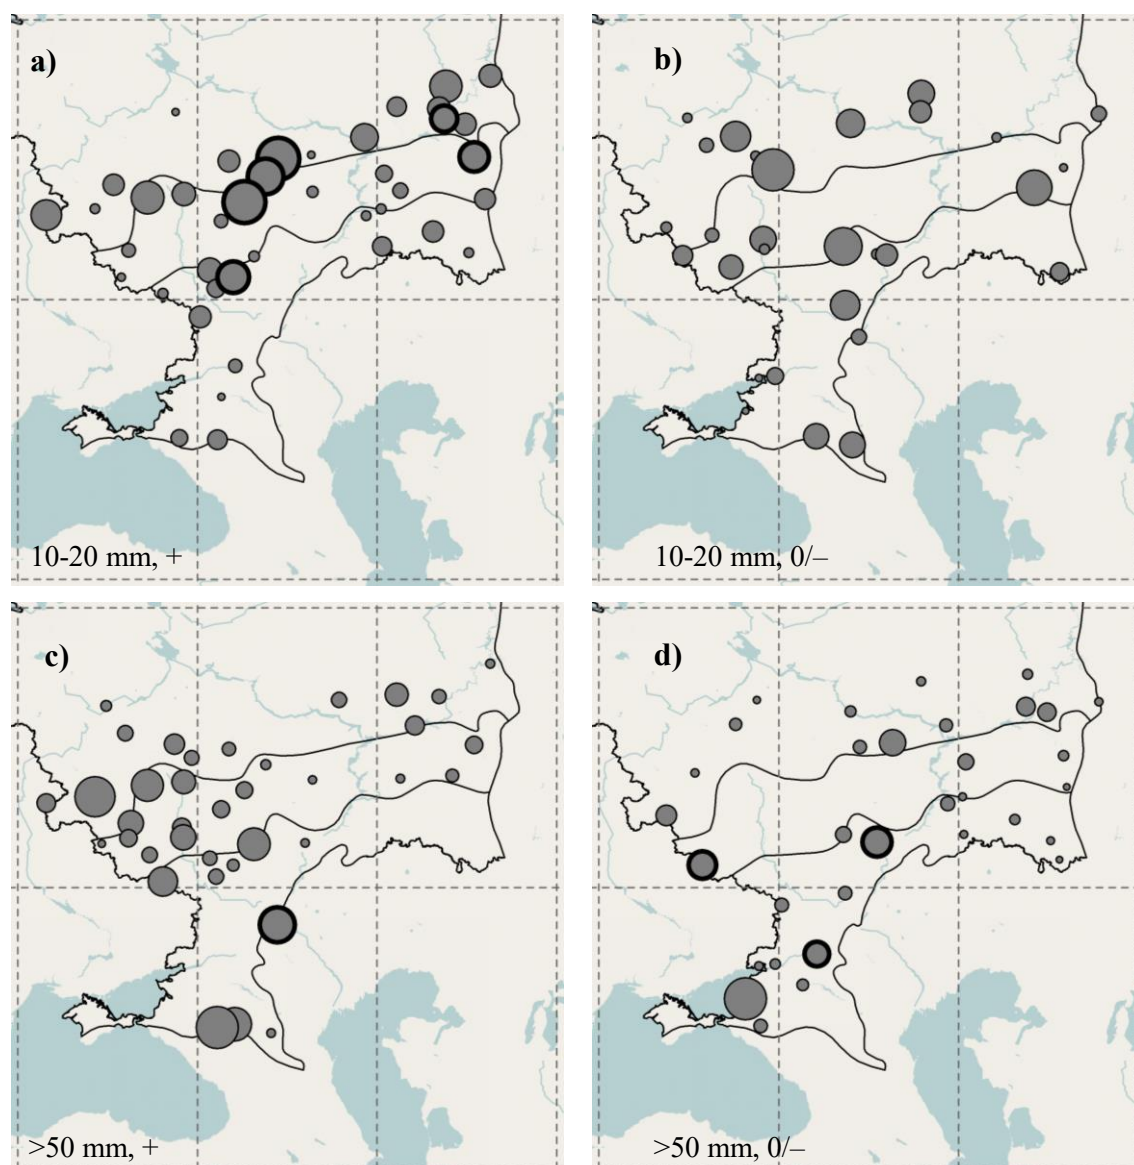 a)
b)
10-20 mm, +
10-20 mm, 0/–
c)
d)
>50 mm, +
>50 mm, 0/–